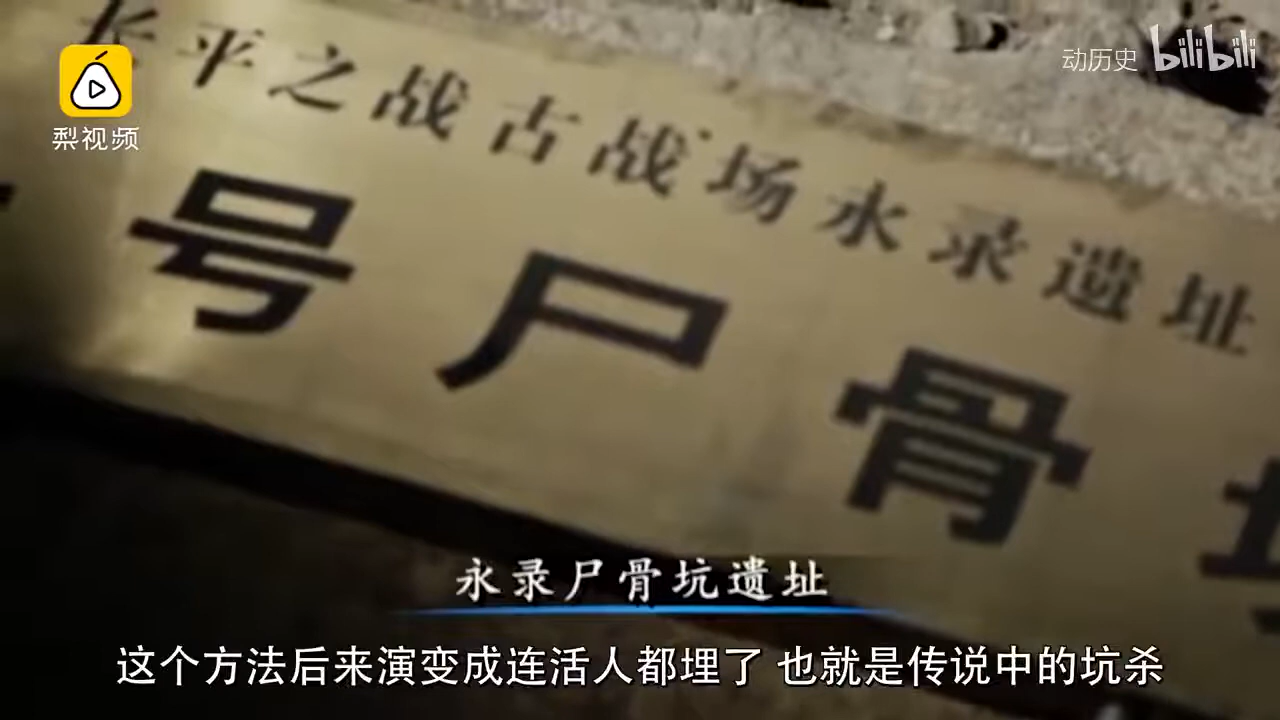 长平之战古战场永录遗址
号尸骨
梨视频
动历史 bilibili
永录尸骨坑遗址
这个方法后来演变成连活人都埋了 也就是传说中的坑杀